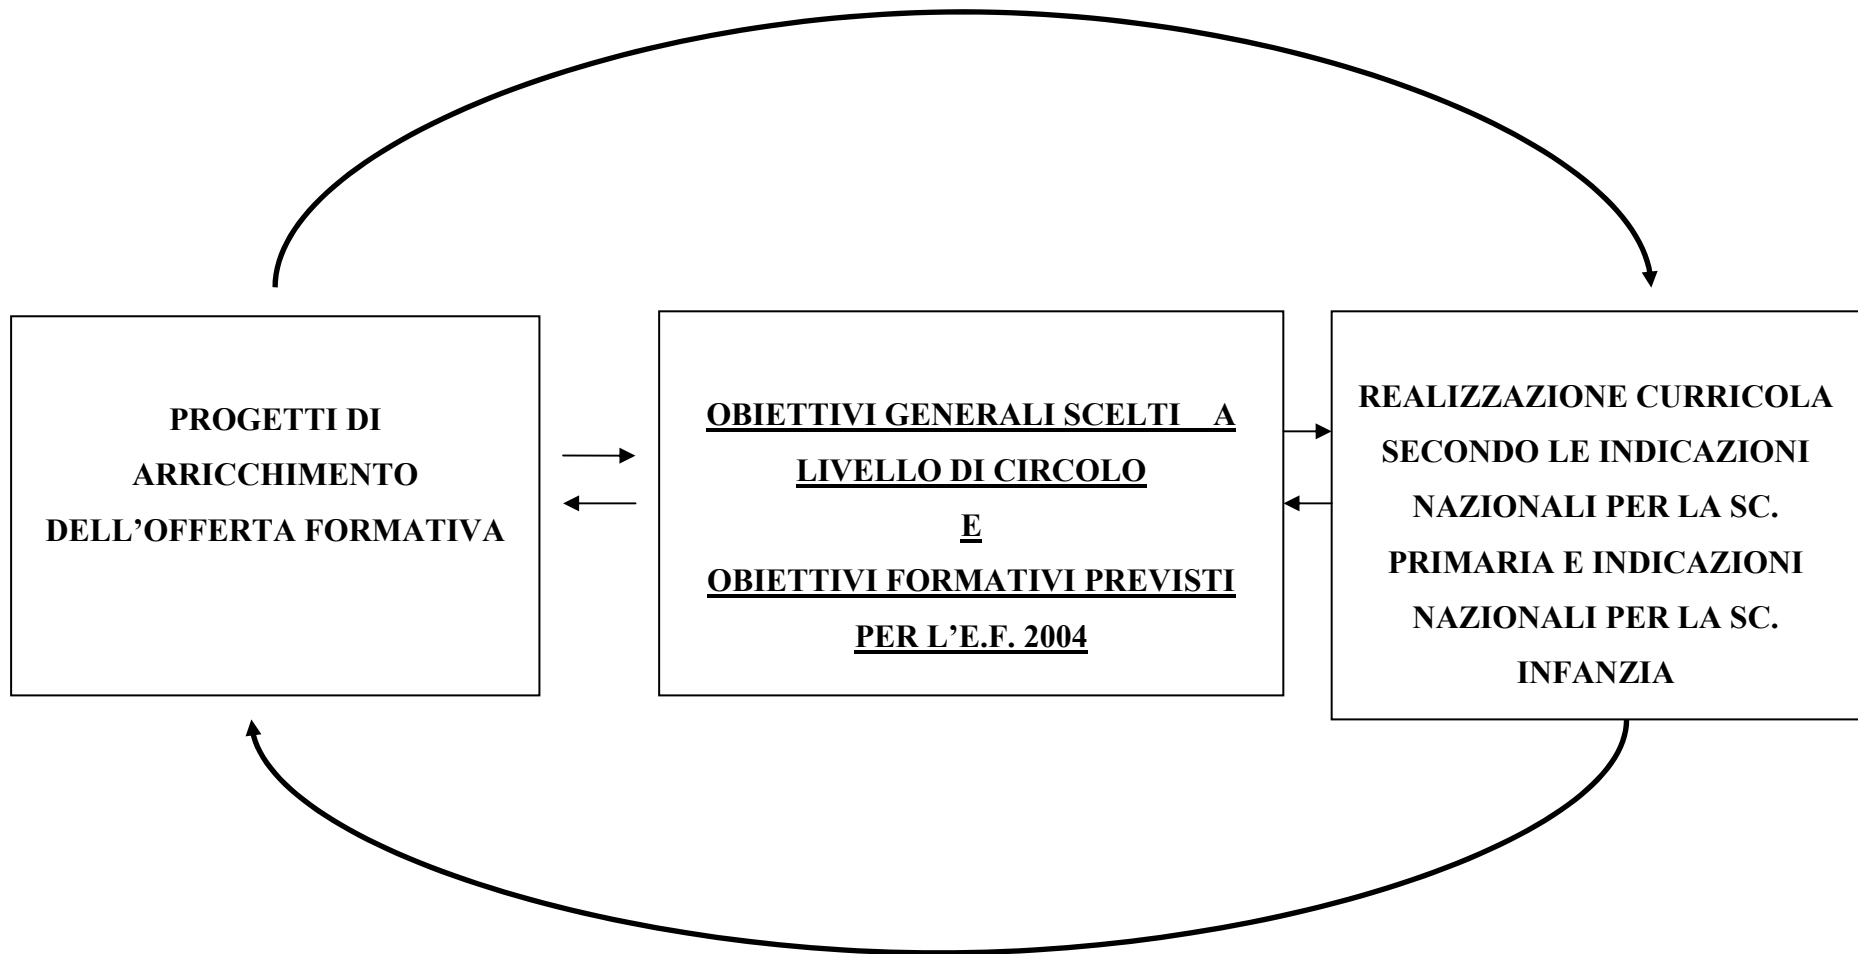 PROGETTI DI
ARRICCHIMENTO
DELL’OFFERTA FORMATIVA
OBIETTIVI GENERALI SCELTI A
LIVELLO DI CIRCOLO
E
OBIETTIVI FORMATIVI PREVISTI
PER L’E.F. 2004
REALIZZAZIONE CURRICOLA
SECONDO LE INDICAZIONI
NAZIONALI PER LA SC.
PRIMARIA E INDICAZIONI
NAZIONALI PER LA SC.
INFANZIA